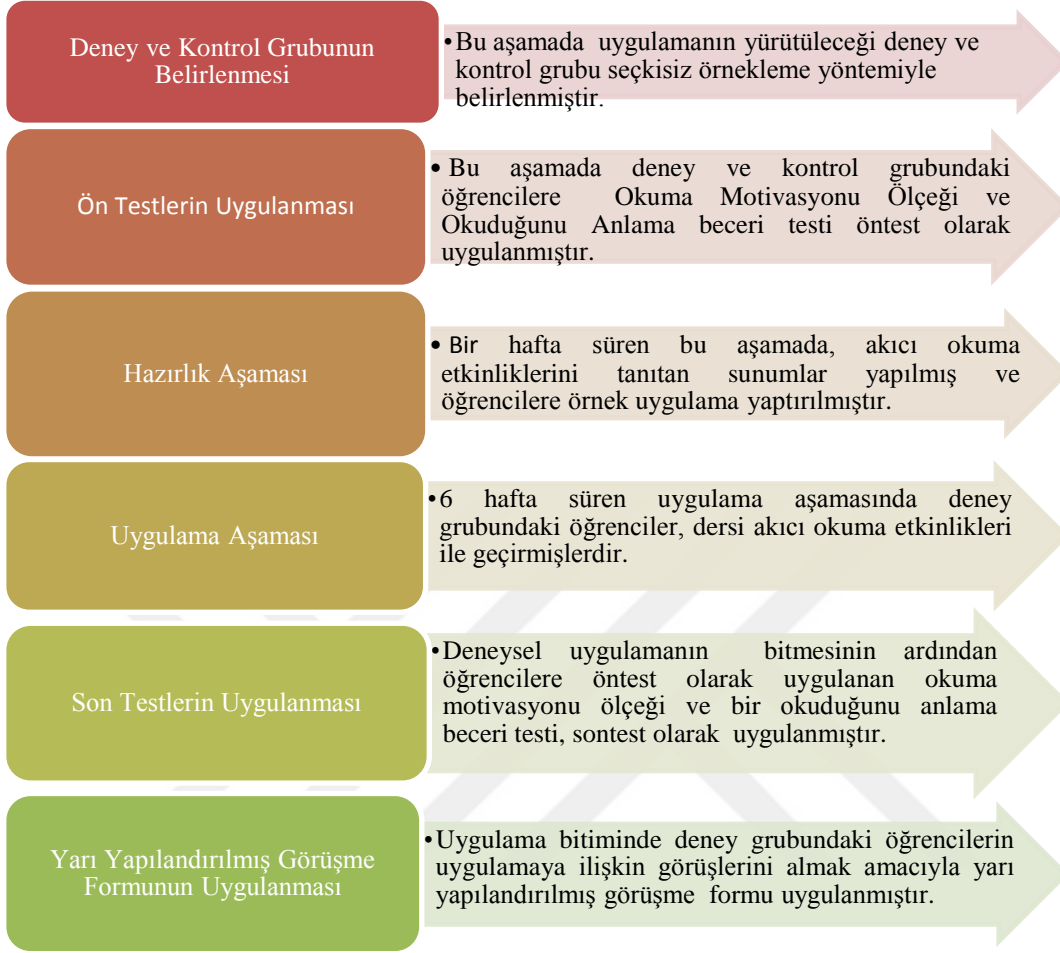 Deney ve Kontrol Grubunun
Belirlenmesi
•Bu aşamada uygulamanın yürütüleceği deney ve
kontrol grubu seçkisiz örnekleme yöntemiyle
belirlenmiştir.
Ön Testlerin Uygulanması
• Bu aşamada deney ve kontrol grubundaki
öğrencilere Okuma Motivasyonu Ölçeği ve
Okuduğunu Anlama beceri testi öntest olarak
uygulanmıştır.
Hazırlık Aşaması
• Bir hafta süren bu aşamada, akıcı okuma
etkinliklerini tanıtan sunumlar yapılmış ve
öğrencilere örnek uygulama yaptırılmıştır.
Uygulama Aşaması
•6 hafta süren uygulama aşamasında deney
grubundaki öğrenciler, dersi akıcı okuma etkinlikleri
ile geçirmişlerdir.
Son Testlerin Uygulanması
•Deneysel uygulamanın bitmesinin ardından
öğrencilere öntest olarak uygulanan okuma
motivasyonu ölçeği ve bir okuduğunu anlama
beceri testi, sontest olarak uygulanmıştır.
Yarı Yapılandırılmış Görüşme
Formunun Uygulanması
•Uygulama bitiminde deney grubundaki öğrencilerin
uygulamaya ilişkin görüşlerini almak amacıyla yarı
yapılandırılmış görüşme formu uygulanmıştır.